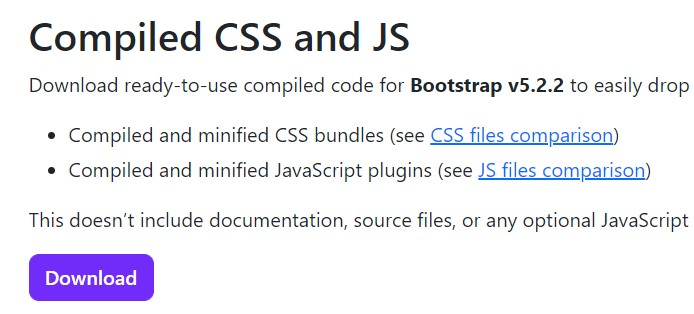 Compiled CSS and JS
Download ready-to-use compiled code for Bootstrap v5.2.2 to easily drop
• Compiled and minified CSS bundles (see CSS files comparison)
• Compiled and minified JavaScript plugins (see JS files comparison)
This doesn’t include documentation, source files, or any optional JavaScript
Download